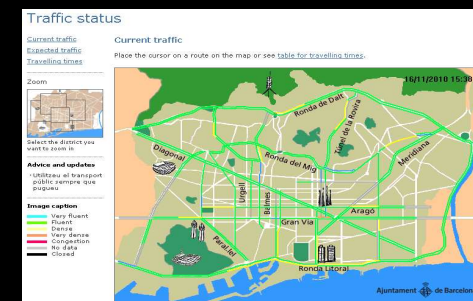 Traffic status
Current traffic
Expected traffic
Travelling times
Zoom
Select the district you
want to zoom in
Advice and updates
Utilitzeu el transport
públic sempre que
pugueu
Image caption
Very fluent
Fluent
Dense
Very dense
Congestion
No data
Closed
Current traffic
Place the cursor on a route on the map or see table for travelling times.
16/11/2010 15:38
Ronda de Dalt
Túnel de la Rovira
Diagonal
Ronda del Mig
Meridiana
Urgell
Balmes
Aragó
Gran Via
Paral·lel
Ronda Litoral
Ajuntament de Barcelon